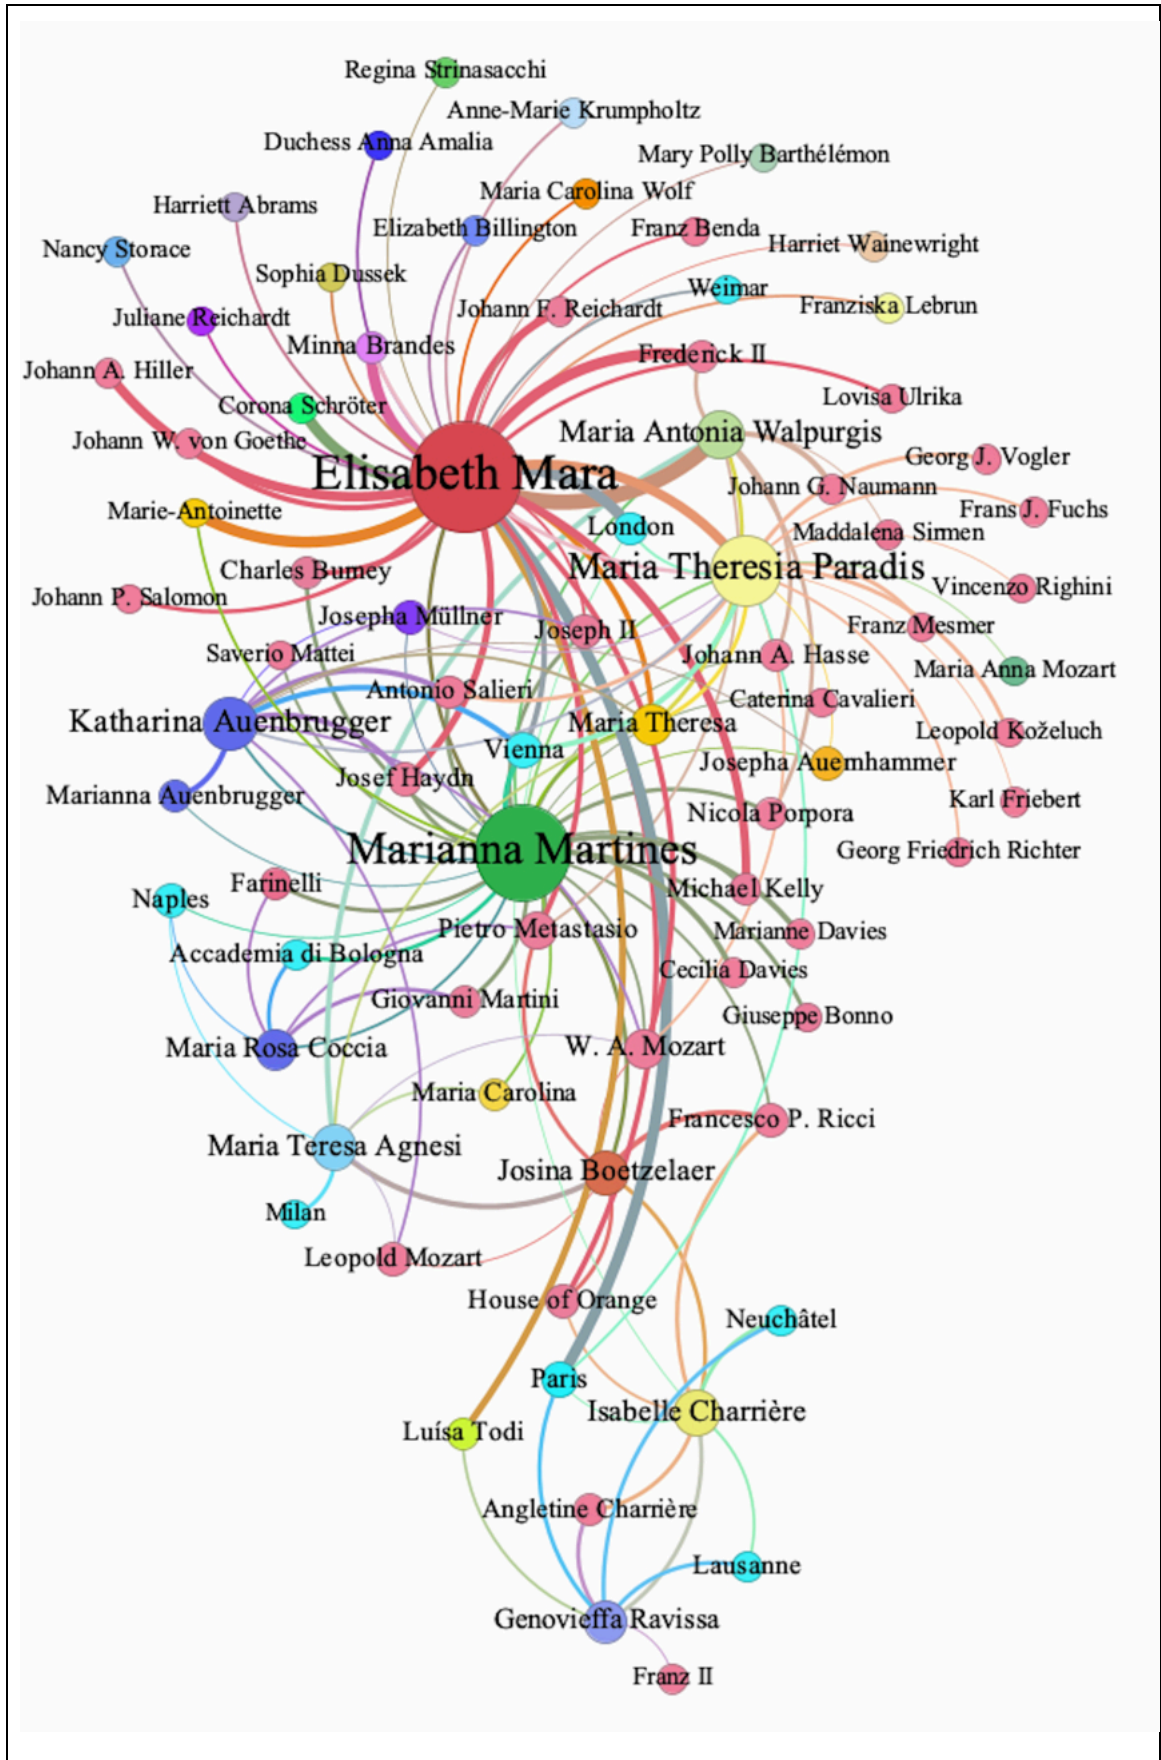 Regina Strinasacchi
Anne-Marie Krumpholtz
Duchess Anna Amalia
Mary Polly Barthélémon
Maria Carolina Wolf
Harriett Abrams
Elizabeth Billington
Franz Benda
Harriet Wainewright
Nancy Storace
Sophia Dussek
Weimar
Johann F. Reichardt
Franziska Lebrun
Juliane Reichardt
Minna Brandes
Frederick II
Johann A. Hiller
Lovisa Ulrika
Corona Schröter
Maria Antonia Walpurgis
Johann W. von Goethe
Georg J. Vogler
Elisabeth Mara
Johann G. Naumann
Marie-Antoinette
Frans J. Fuchs
London
Maddalena Sirmen
Maria Theresia Paradis
Charles Burney
Vincenzo Righini
Johann P. Salomon
Josepha Müllner
Joseph II
Franz Mesmer
Saverio Mattei
Johann A. Hasse
Maria Anna Mozart
Antonio Salieri
Caterina Cavalieri
Katharina Auenbrugger
Maria Theresa
Leopold Koželuch
Vienna
Josepha Auernhammer
Josef Haydn
Marianna Auenbrugger
Karl Friebert
Nicola Porpora
Marianna Martines
Georg Friedrich Richter
Farinelli
Michael Kelly
Naples
Pietro Metastasio
Marianne Davies
Accademia di Bologna
Cecilia Davies
Giovanni Martini
Giuseppe Bonno
Maria Rosa Coccia
W. A. Mozart
Maria Carolina
Francesco P. Ricci
Maria Teresa Agnesi
Josina Boetzelaer
Milan
Leopold Mozart
House of Orange
Neuchâtel
Paris
Isabelle Charrière
Luísa Todi
Angletine Charrière
Lausanne
Genovieffa Ravissa
Franz II